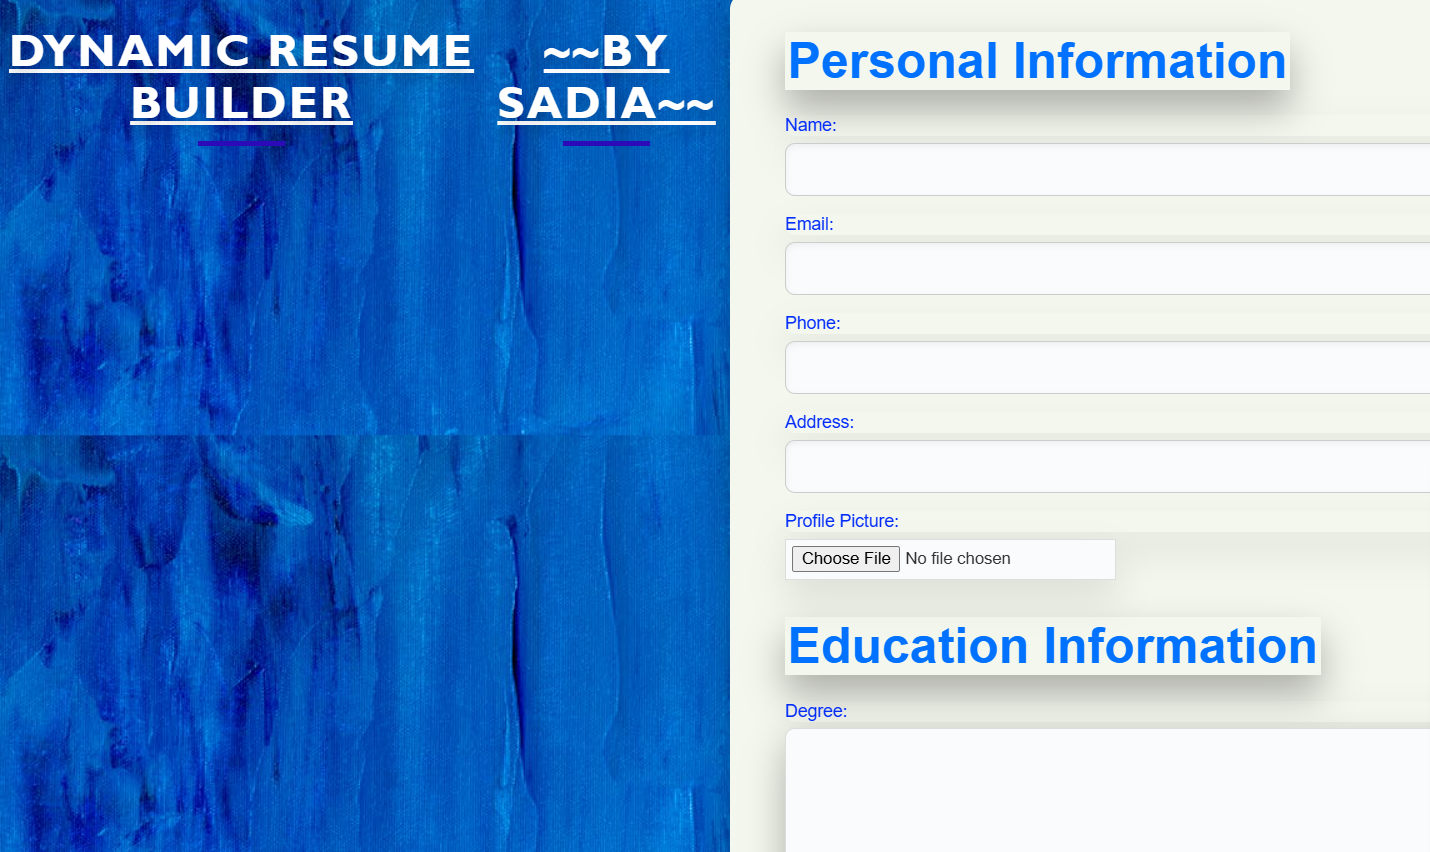 DYNAMIC RESUME
BUILDER
~~BY
SADIA~~
Personal Information
Name:
Email:
Phone:
Address:
Profile Picture:
Choose File No file chosen
Education Information
Degree: